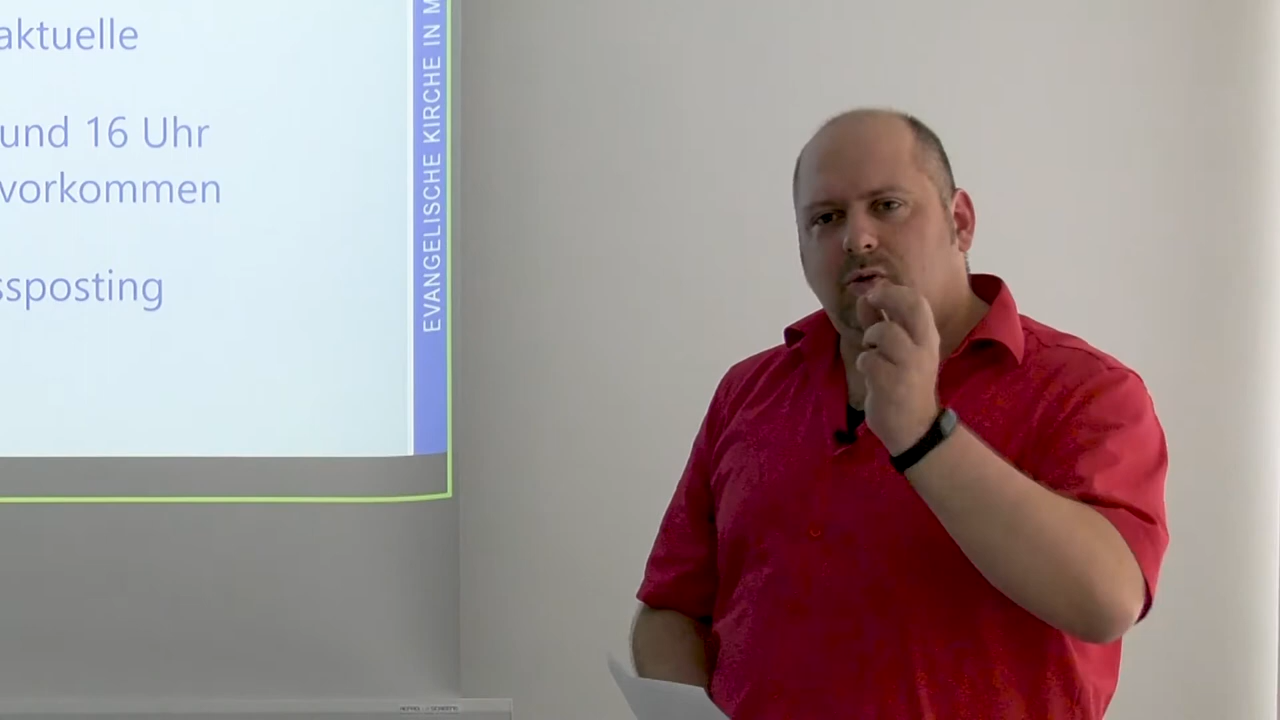 aktuelle
und 16 Uhr
vorkommen
ssposting
EVANGELISCHE KIRCHE IN M